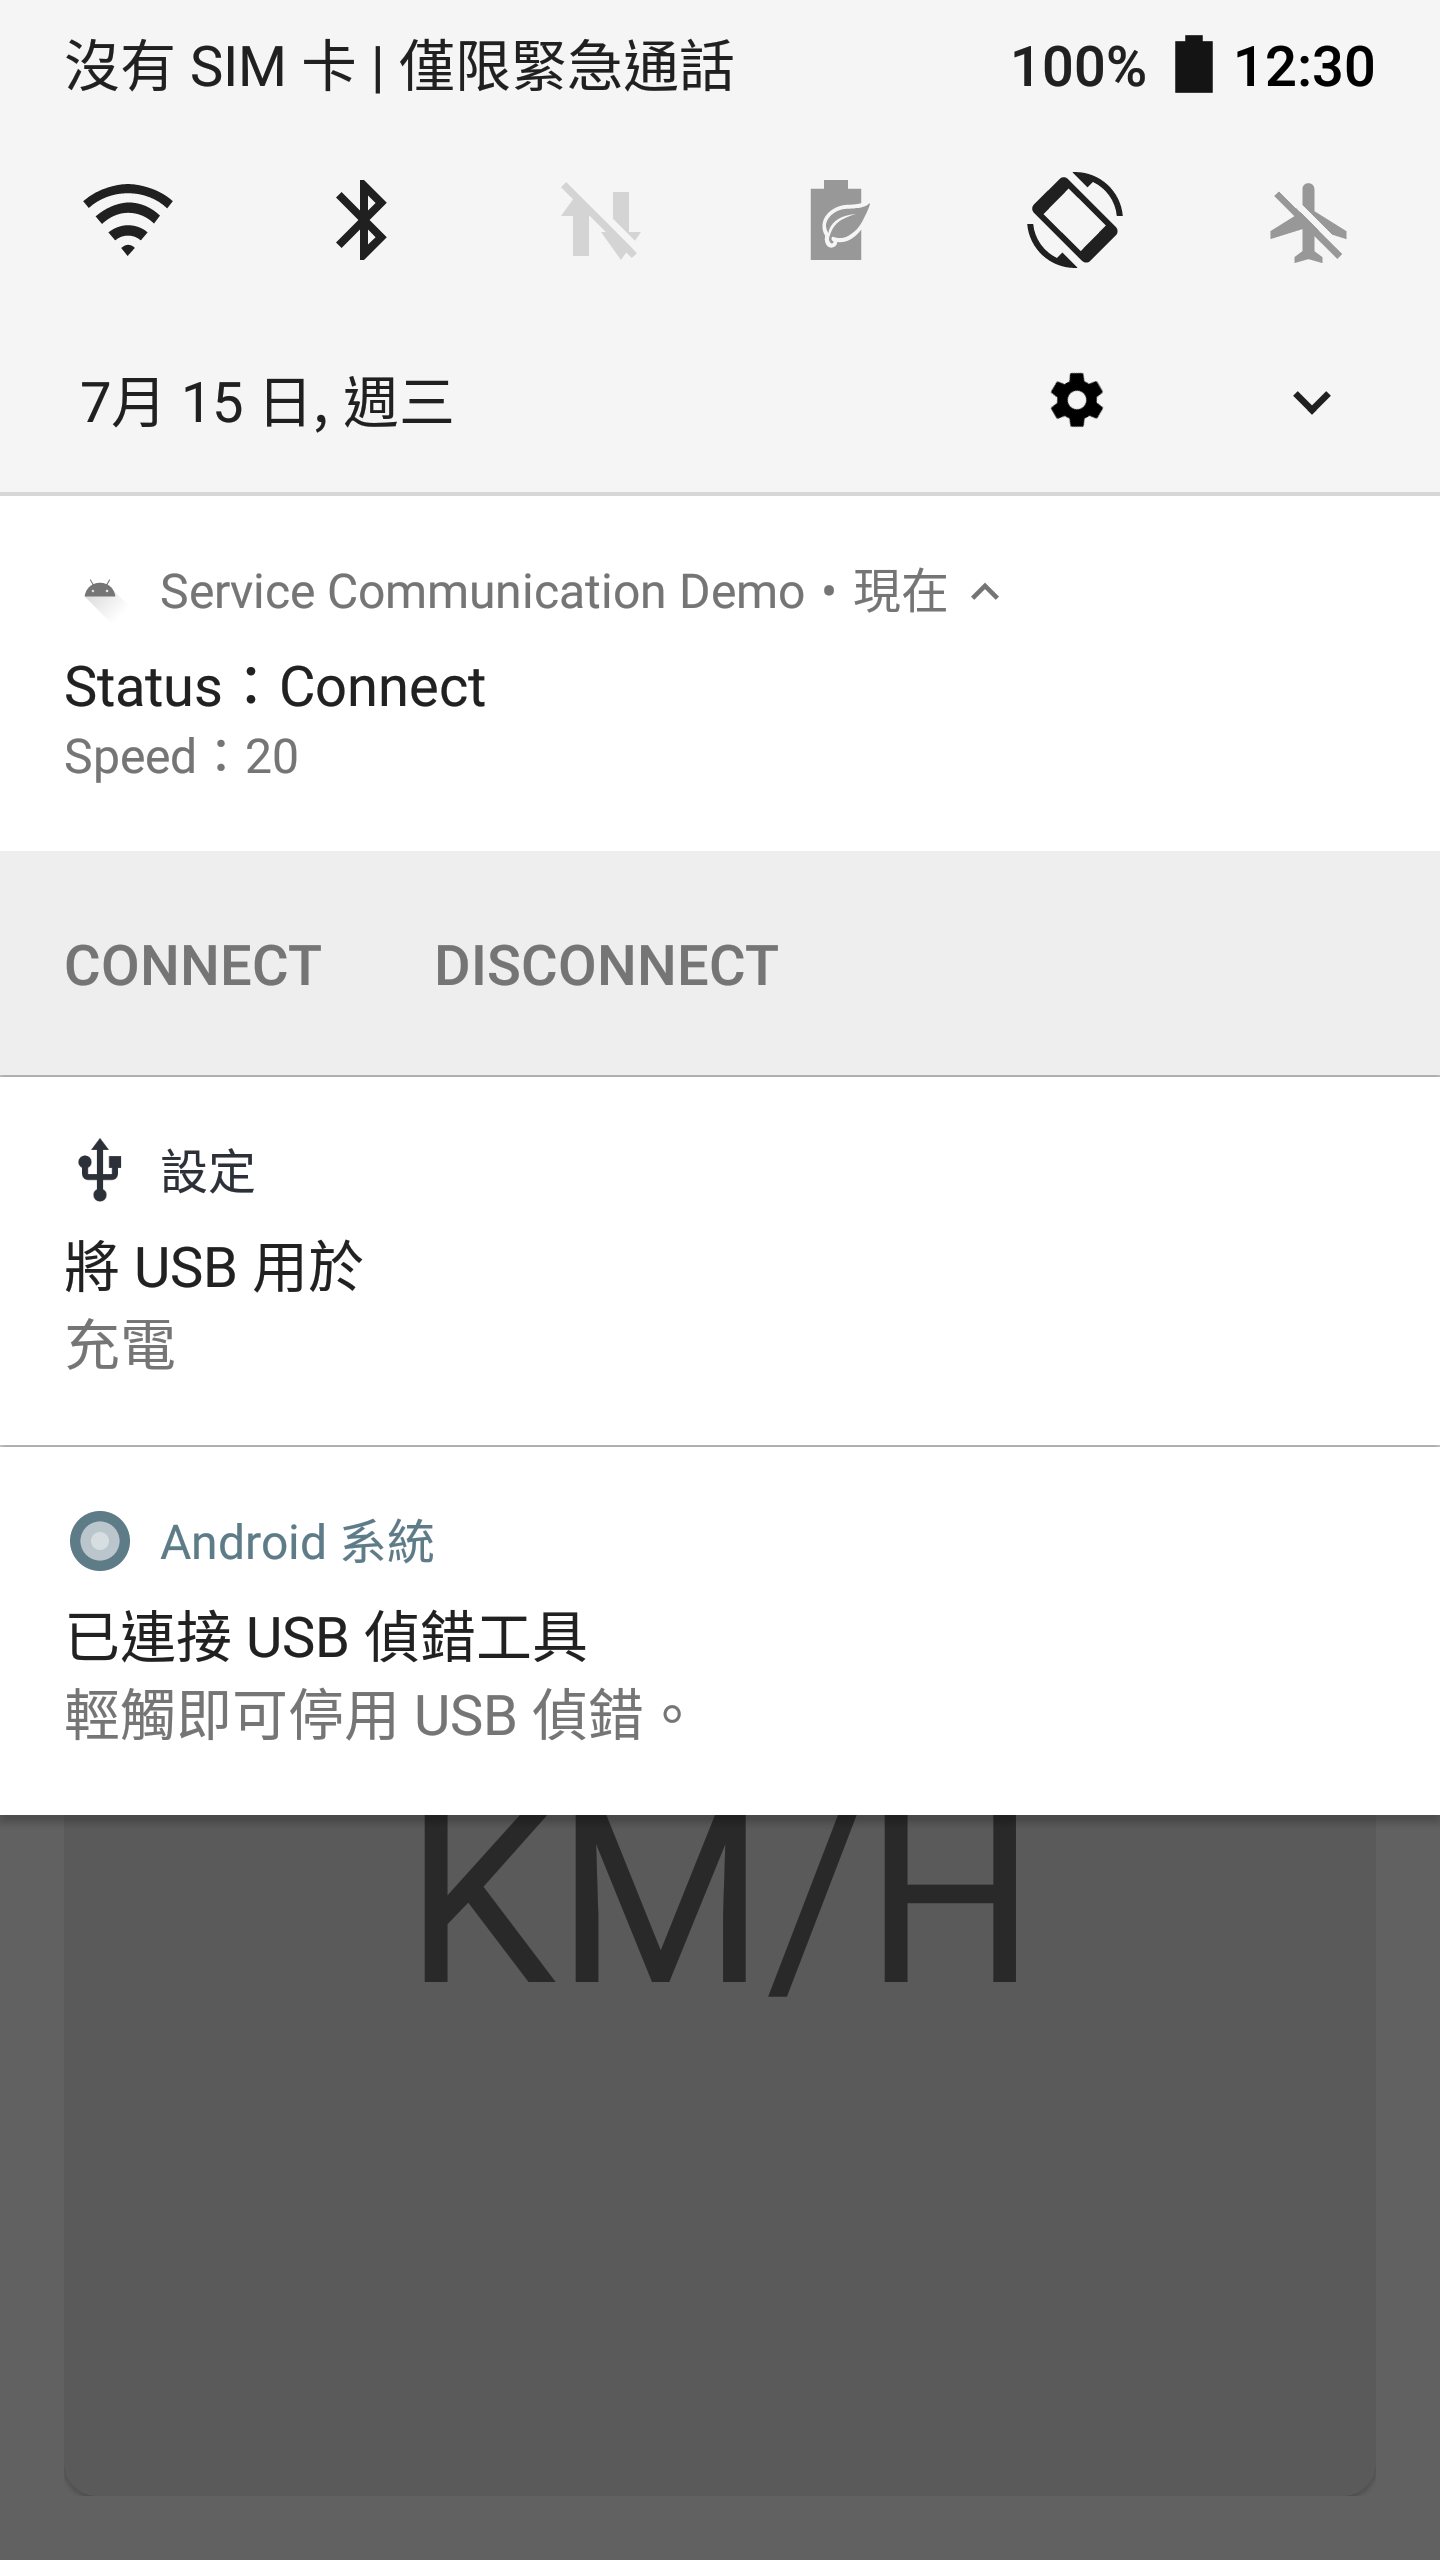 沒有 SIM 卡 | 僅限緊急通話 100% 12:30
7月 15 日, 週三
Service Communication Demo • 現在
Status：Connect
Speed：20
CONNECT DISCONNECT
設定
將 USB 用於
充電
Android 系統
已連接 USB 偵錯工具
輕觸即可停用 USB 偵錯。
KM/H